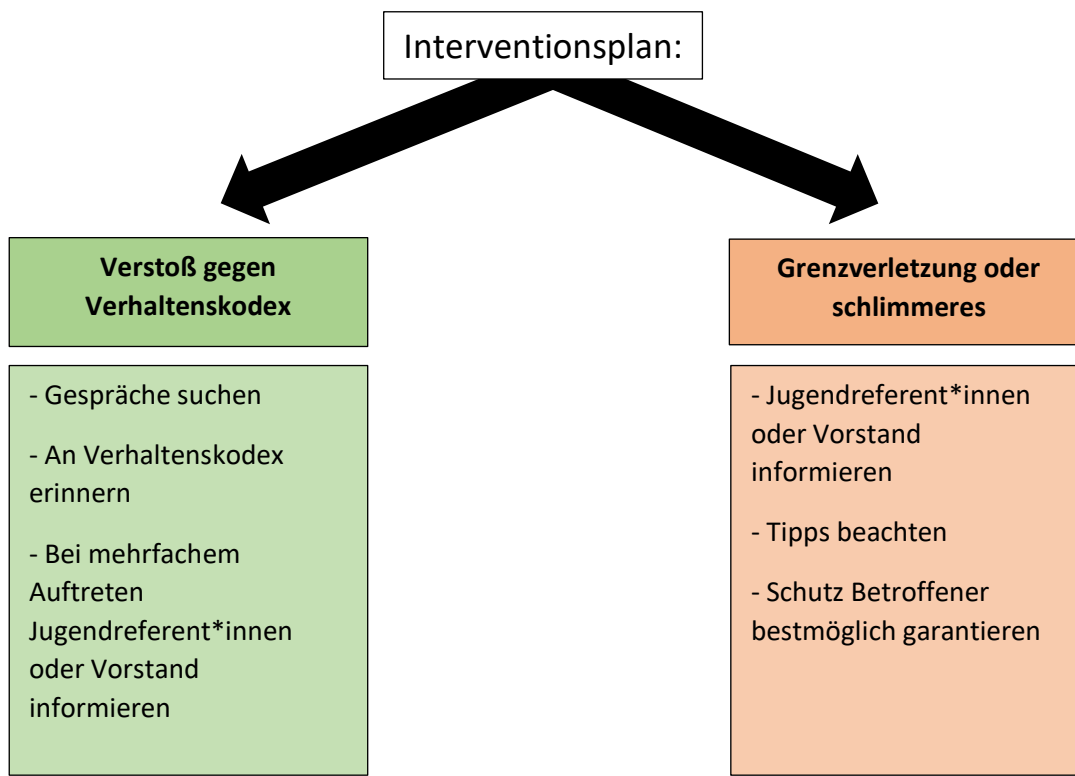 Interventionsplan:
Verstoß gegen
Verhaltenskodex
- Gespräche suchen
- An Verhaltenskodex
erinnern
- Bei mehrfachem
Auftreten
Jugendreferent*innen
oder Vorstand
informieren
Grenzverletzung oder
schlimmeres
- Jugendreferent*innen
oder Vorstand
informieren
- Tipps beachten
- Schutz Betroffener
bestmöglich garantieren